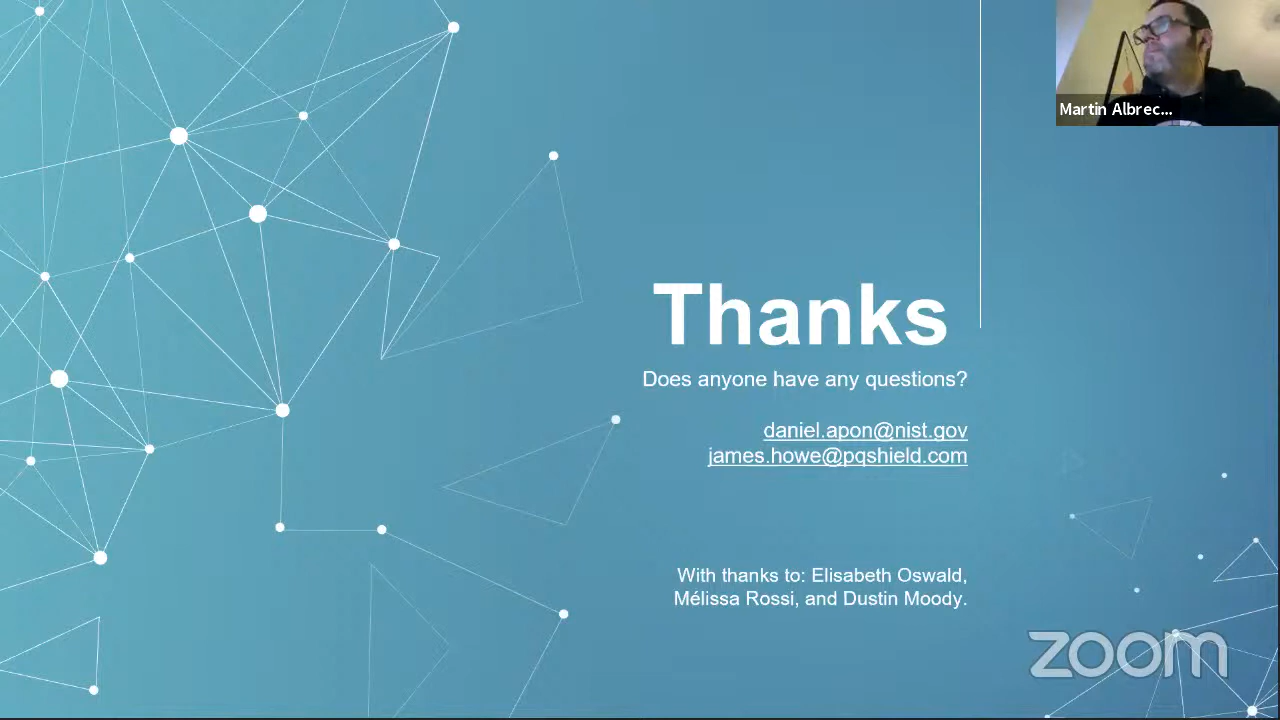 Martin Albrec...
Thanks
Does anyone have any questions?
daniel.apon@nist.gov
james.howe@pqshield.com
With thanks to: Elisabeth Oswald,
Mélissa Rossi, and Dustin Moody.
zoom